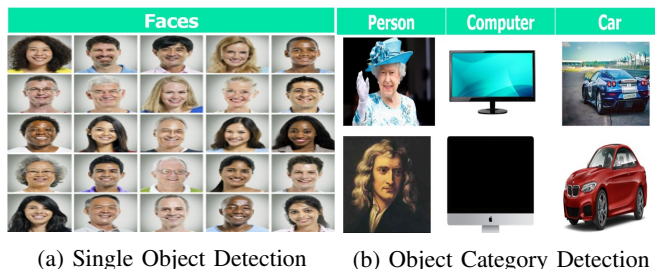 Faces
Person Computer Car
(a) Single Object Detection
(b) Object Category Detection